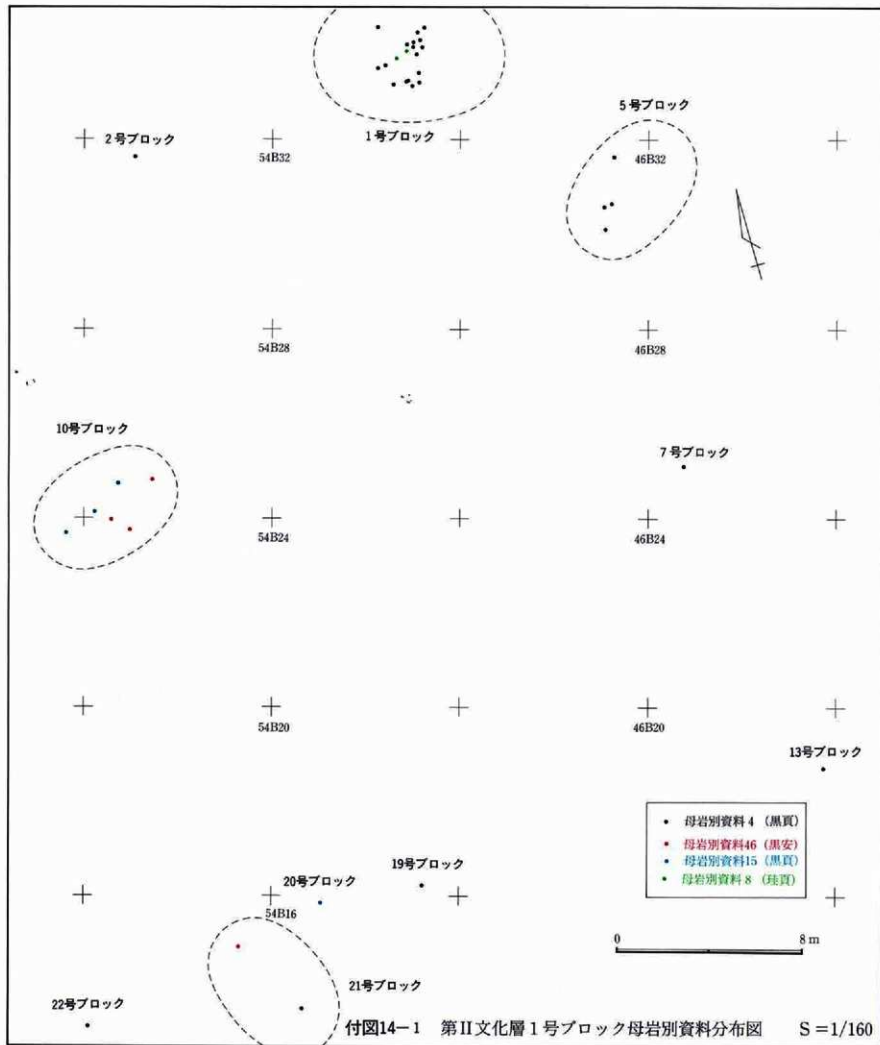 5号ブロック
1号ブロック
2号ブロック
54B32
46B32
54B28
46B28
10号ブロック
7号ブロック
54B24
46B24
54B20
46B20
13号ブロック
母岩別資料4 (黒頁)
母岩別資料46 (黒安)
母岩別資料15 (黒頁)
母岩別資料8 (珪頁)
19号ブロック
20号ブロック
54B16
0 8m
21号ブロック
22号ブロック
付図14-1 第II文化層1号ブロック母岩別資料分布図 S=1/160